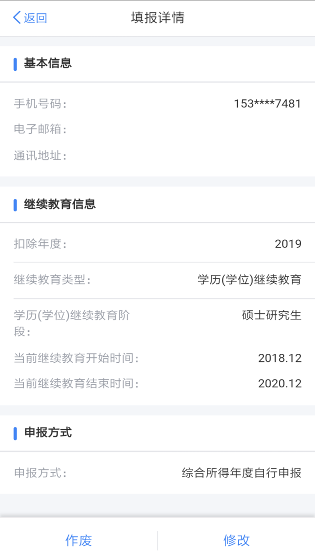 返回
填报详情
基本信息
手机号码：
153****7481
电子邮箱：
通讯地址：
继续教育信息
扣除年度：
2019
继续教育类型：
学历(学位)继续教育
学历(学位)继续教育阶
段：
硕士研究生
当前继续教育开始时间：
2018.12
当前继续教育结束时间：
2020.12
申报方式
申报方式：
综合所得年度自行申报
作废
修改